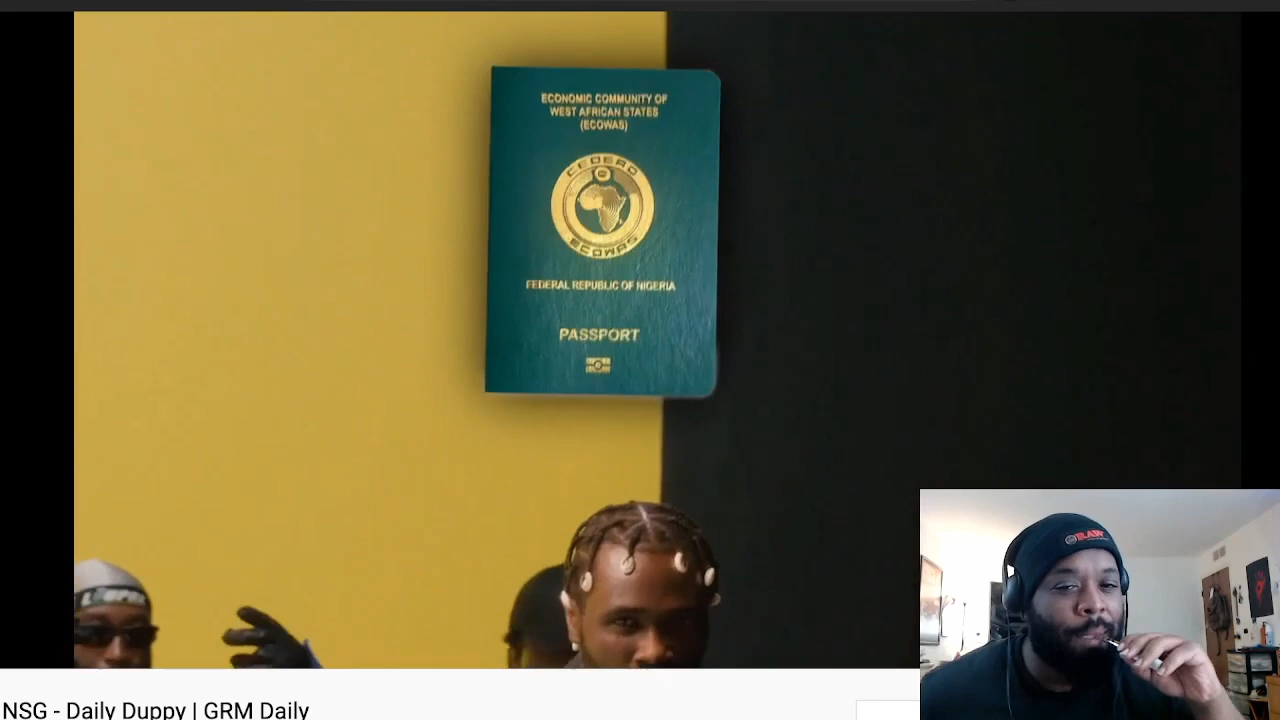 ECONOMIC COMMUNITY OF
WEST AFRICAN STATES
(ECOWAS)
CEDEAO
ECOWAS
FEDERAL REPUBLIC OF NIGERIA
PASSPORT
RAW
NSG - Daily Duppy | GRM Daily